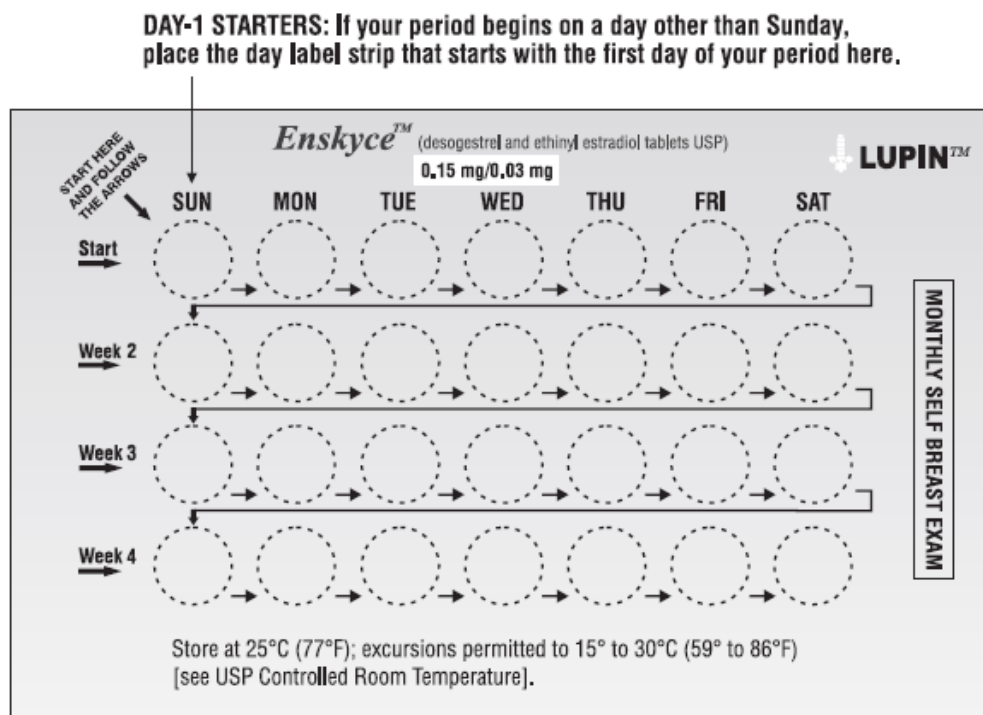 DAY-1 STARTERS: If your period begins on a day other than Sunday,
place the day label strip that starts with the first day of your period here.
Enskyce™ (desogestrel and ethinyl estradiol tablets USP)
0.15 mg/0.03 mg
LUPIN™
START HERE
AND FOLLOW
THE ARROWS
SUN MON TUE WED THU FRI SAT
Start
Week 2
Week 3
Week 4
MONTHLY SELF BREAST EXAM
Store at 25°C (77°F); excursions permitted to 15° to 30°C (59° to 86°F)
[see USP Controlled Room Temperature].